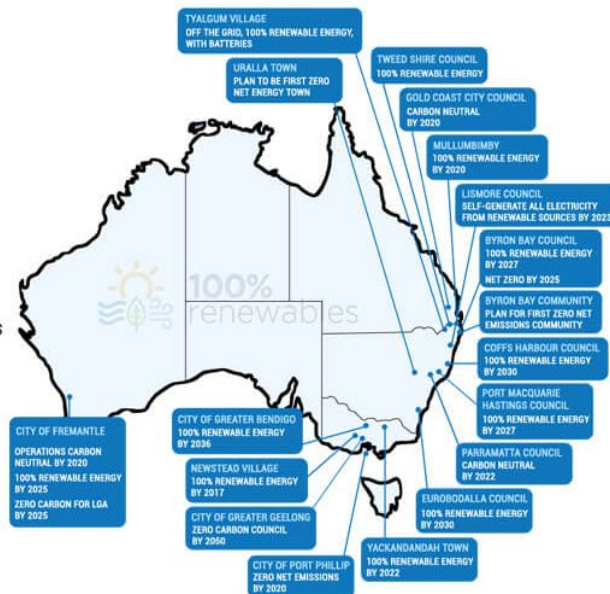 TYALGUM VILLAGE
OFF THE GRID, 100% RENEWABLE ENERGY,
WITH BATTERIES
URALLA TOWN
PLAN TO BE FIRST ZERO
NET ENERGY TOWN
TWEED SHIRE COUNCIL
100% RENEWABLE ENERGY
GOLD COAST CITY COUNCIL
CARBON NEUTRAL
BY 2020
MULLUMBIMBY
100% RENEWABLE ENERGY
BY 2020
LISMORE COUNCIL
SELF-GENERATE ALL ELECTRICITY
FROM RENEWABLE SOURCES BY 2023
BYRON BAY COUNCIL
100% RENEWABLE ENERGY
BY 2027
NET ZERO BY 2025
BYRON BAY COMMUNITY
PLAN FOR FIRST ZERO NET
EMISSIONS COMMUNITY
COFFS HARBOUR COUNCIL
100% RENEWABLE ENERGY
BY 2030
PORT MACQUARIE
HASTINGS COUNCIL
100% RENEWABLE ENERGY
BY 2027
PARRAMATTA COUNCIL
CARBON NEUTRAL
BY 2022
EUROBODALLA COUNCIL
100% RENEWABLE ENERGY
BY 2030
YACKANDANDAH TOWN
100% RENEWABLE ENERGY
BY 2022
CITY OF PORT PHILLIP
ZERO NET EMISSIONS
BY 2020
CITY OF GREATER GEELONG
ZERO CARBON COUNCIL
BY 2050
NEWSTEAD VILLAGE
100% RENEWABLE ENERGY
BY 2017
CITY OF GREATER BENDIGO
100% RENEWABLE ENERGY
BY 2036
CITY OF FREMANTLE
OPERATIONS CARBON
NEUTRAL BY 2020
100% RENEWABLE ENERGY
BY 2025
ZERO CARBON FOR LGA
BY 2025
100%
renewables
s